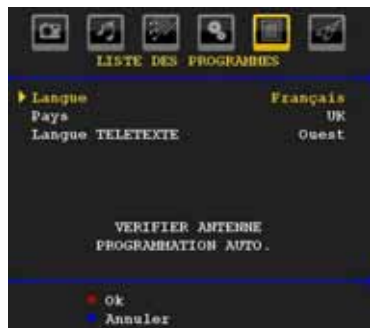 LISTE DES PROGRAMMES
Langue Français
Pays UK
Langue TELETEXTE Ouest
VERIFIER ANTENNE
PROGRAMMATION AUTO.
Ok
Annuler